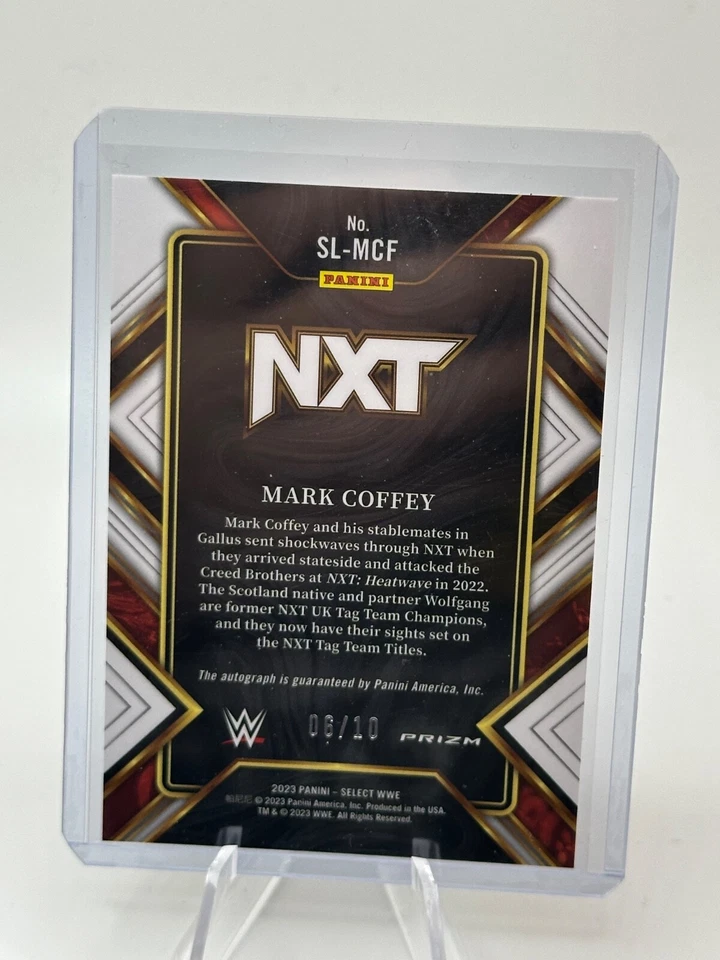 No.
SL-MCF
PANINI
NXT
MARK COFFEY
Mark Coffey and his stablemates in
Gallus sent shockwaves through NXT when
they arrived stateside and attacked the
Creed Brothers at NXT: Heatwave in 2022.
The Scotland native and partner Wolfgang
are former NXT UK Tag Team Champions,
and they now have their sights set on
the NXT Tag Team Titles.
The autograph is guaranteed by Panini America, Inc.
W 06/10 PRIZM
2023 PANINI – SELECT WWE
帕尼尼 © 2023 Panini America, Inc. Produced in the USA.
TM & © 2023 WWE. All Rights Reserved.